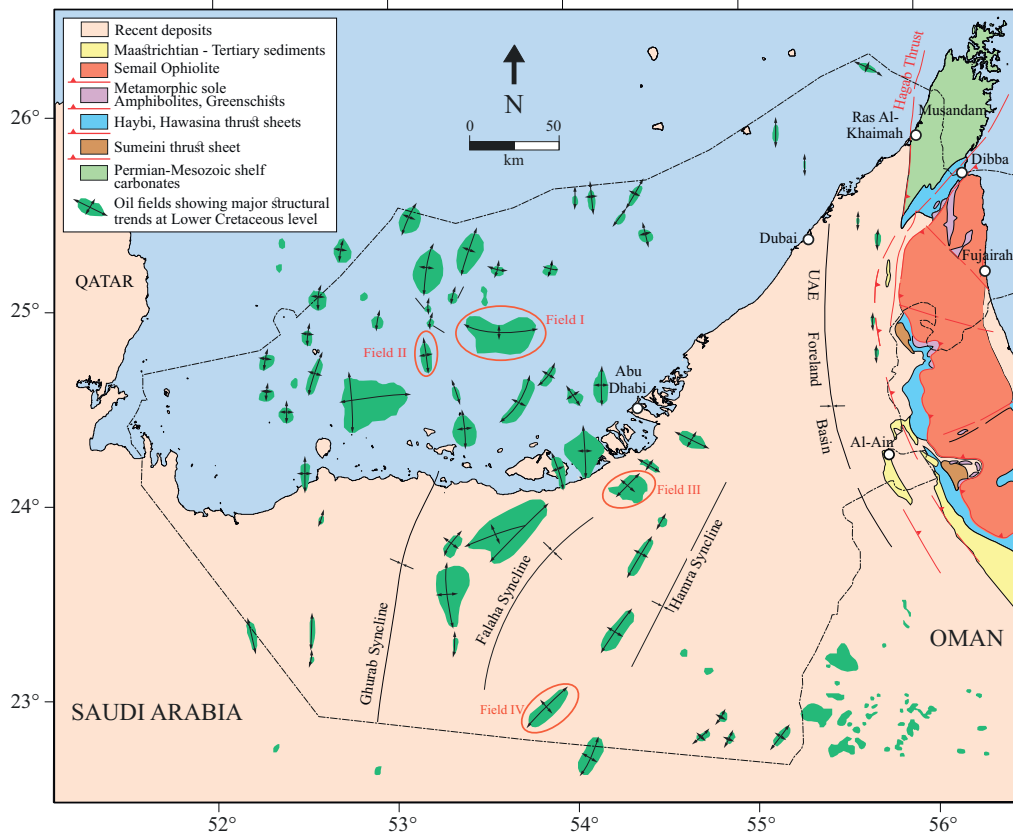 Recent deposits
Maastrichtian - Tertiary sediments
Semail Ophiolite
Metamorphic sole
Amphibolites, Greenschists
Haybi, Hawasina thrust sheets
Sumeini thrust sheet
Permian-Mesozoic shelf
carbonates
Oil fields showing major structural
trends at Lower Cretaceous level
N
0
50
km
Hagab Thrust
Musandam
Ras Al-
Khaimah
Dibba
Dubai
Fujairah
QATAR
Field I
Field II
Abu
Dhabi
UAE
Foreland
Basin
Al-Ain
Field III
Ghurab Syncline
Falaha Syncline
Hamra Syncline
Field IV
SAUDI ARABIA
OMAN
26°
25°
24°
23°
52°
53°
54°
55°
56°